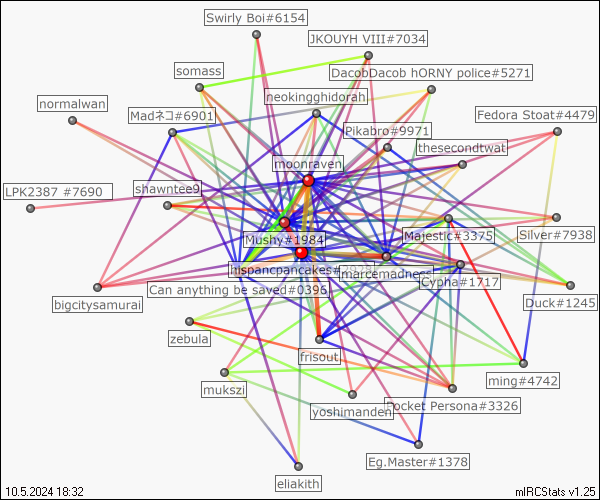 Swirly Boi#6154
JKOUYH VIII#7034
somass
DacobDacob hORNY police#5271
normalwan
neokingghidorah
Madネコ#6901
Fedora Stoat#4479
Pikabro#9971
thesecondtwat
moonraven
LPK2387 #7690
shawntee9
Mushy#1984
Majestic#3375
Silver#7938
hispancpancakes
marcemadness
Cypha#1717
Can anything be saved#0396
bigcitysamurai
Duck#1245
zebula
frisout
mukszi
ming#4742
yoshimanden
Pocket Persona#3326
Eg.Master#1378
eliakith
10.5.2024 18:32
mIRCStats v1.25